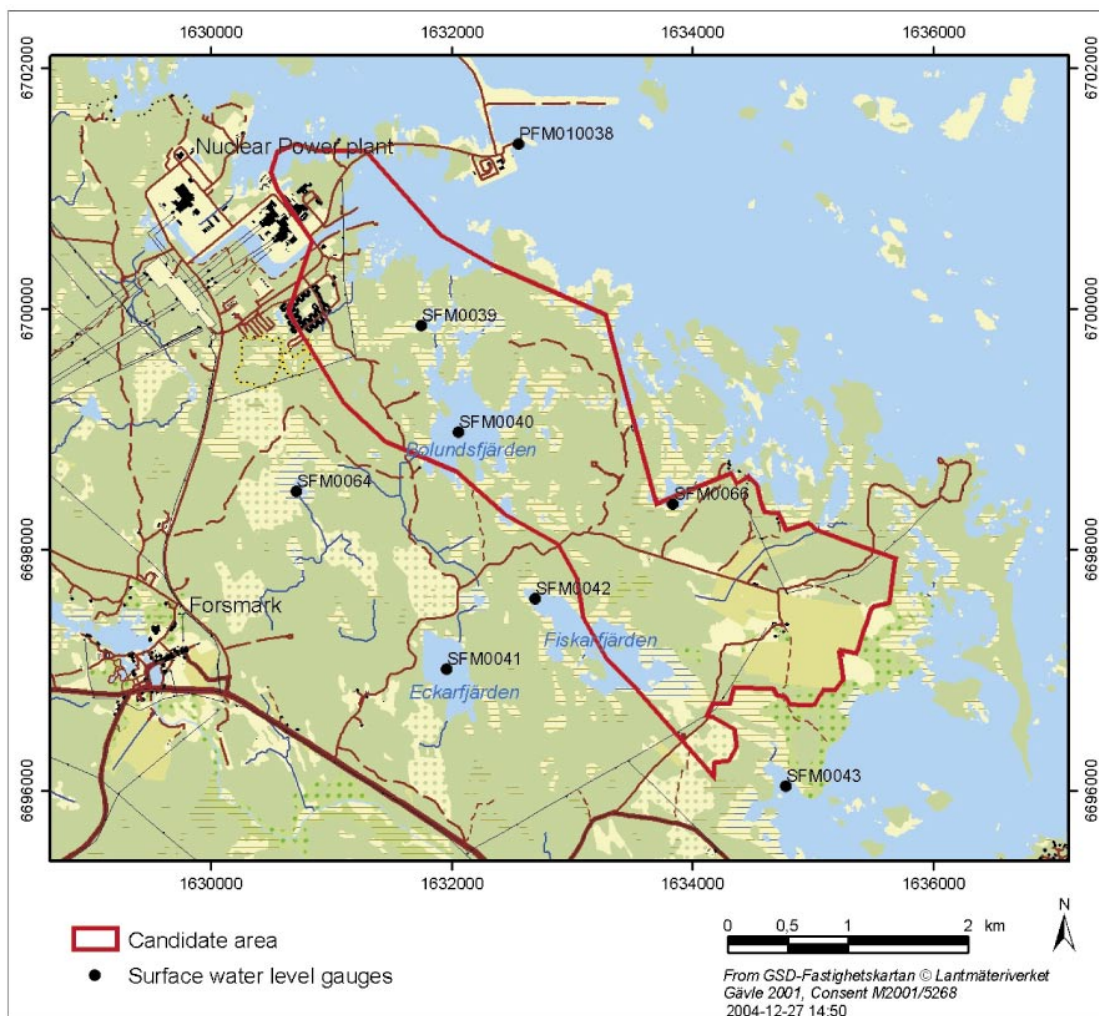 1630000 1632000 1634000 1636000
6702000 6702000
PFM010038
Nuclear Power plant
6700000 6700000
SFM0039
SFM0040
Bolundsfjärden
SFM0064
SFM0066
6698000 6698000
SFM0042
Forsmark
Fiskarfjärden
SFM0041
Eckarfjärden
SFM0043
6696000 6696000
1630000 1632000 1634000 1636000
Candidate area
Surface water level gauges
0 0,5 1 2 km
N
From GSD-Fastighetskartan © Lantmäteriverket
Gävle 2001, Consent M2001/5268
2004-12-27 14:50